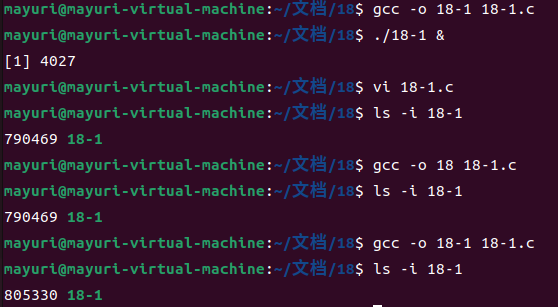 mayuri@mayuri-virtual-machine:~/文档/18$ gcc -o 18-1 18-1.c
mayuri@mayuri-virtual-machine:~/文档/18$ ./18-1 &
[1] 4027
mayuri@mayuri-virtual-machine:~/文档/18$ vi 18-1.c
mayuri@mayuri-virtual-machine:~/文档/18$ ls -i 18-1
790469 18-1
mayuri@mayuri-virtual-machine:~/文档/18$ gcc -o 18 18-1.c
mayuri@mayuri-virtual-machine:~/文档/18$ ls -i 18-1
790469 18-1
mayuri@mayuri-virtual-machine:~/文档/18$ gcc -o 18-1 18-1.c
mayuri@mayuri-virtual-machine:~/文档/18$ ls -i 18-1
805330 18-1